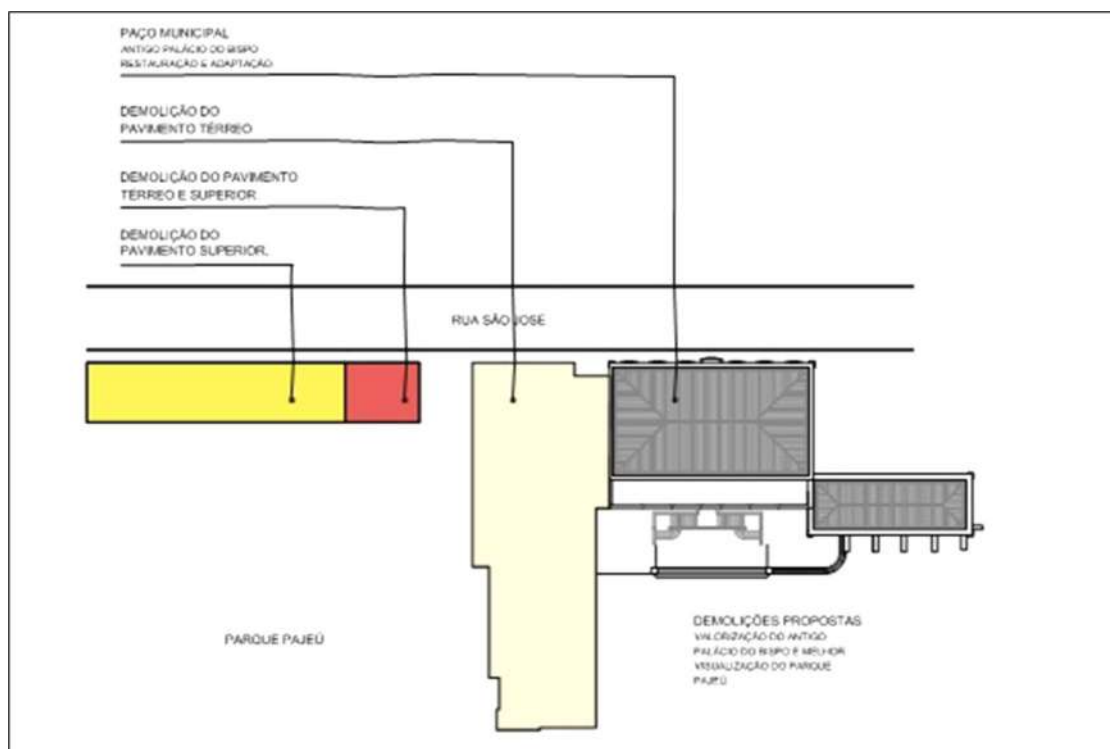 PAÇO MUNICIPAL
ANTIGO PALÁCIO DO BISPO
RESTAURAÇÃO E ADAPTAÇÃO
DEMOLIÇÃO DO
PAVIMENTO TÉRREO
DEMOLIÇÃO DO PAVIMENTO
TÉRREO E SUPERIOR
DEMOLIÇÃO DO
PAVIMENTO SUPERIOR.
RUA SÃO JOSE
PARQUE PAJEÚ
DEMOLIÇÕES PROPOSTAS
VALORIZAÇÃO DO ANTIGO
PALÁCIO DO BISPO E MELHOR
VISUALIZAÇÃO DO PARQUE
PAJEÚ